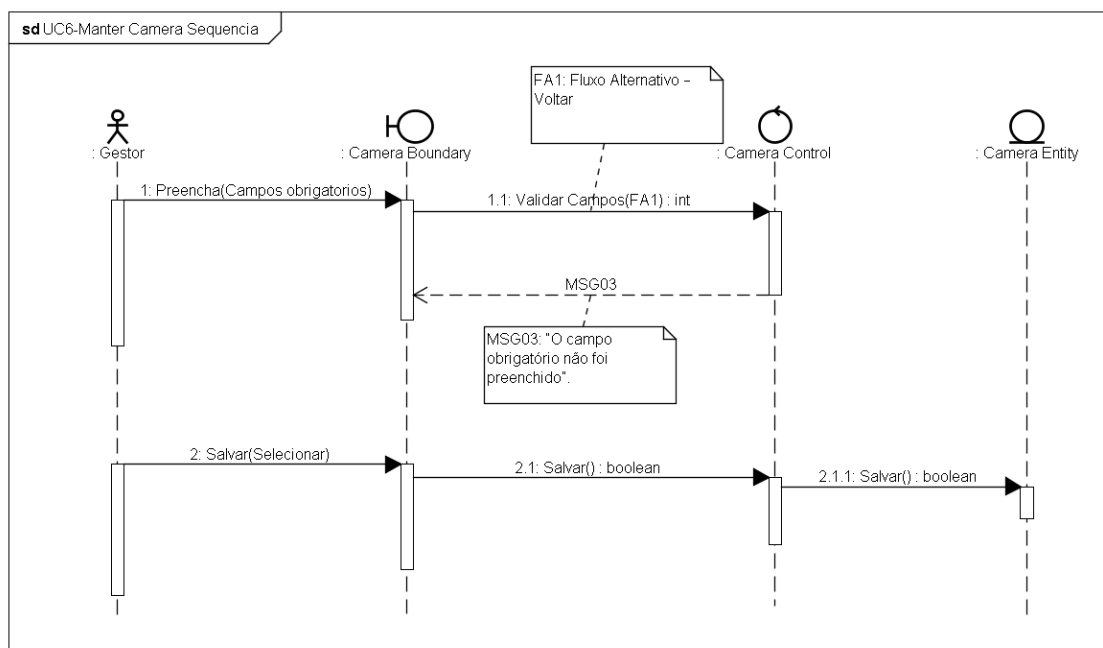 sd UC6-Manter Camera Sequencia
FA1: Fluxo Alternativo –
Voltar
: Gestor
: Camera Boundary
: Camera Control
: Camera Entity
1: Preencha(Campos obrigatorios)
1.1: Validar Campos(FA1) : int
MSG03
MSG03: "O campo
obrigatório não foi
preenchido".
2: Salvar(Selecionar)
2.1: Salvar() : boolean
2.1.1: Salvar() : boolean